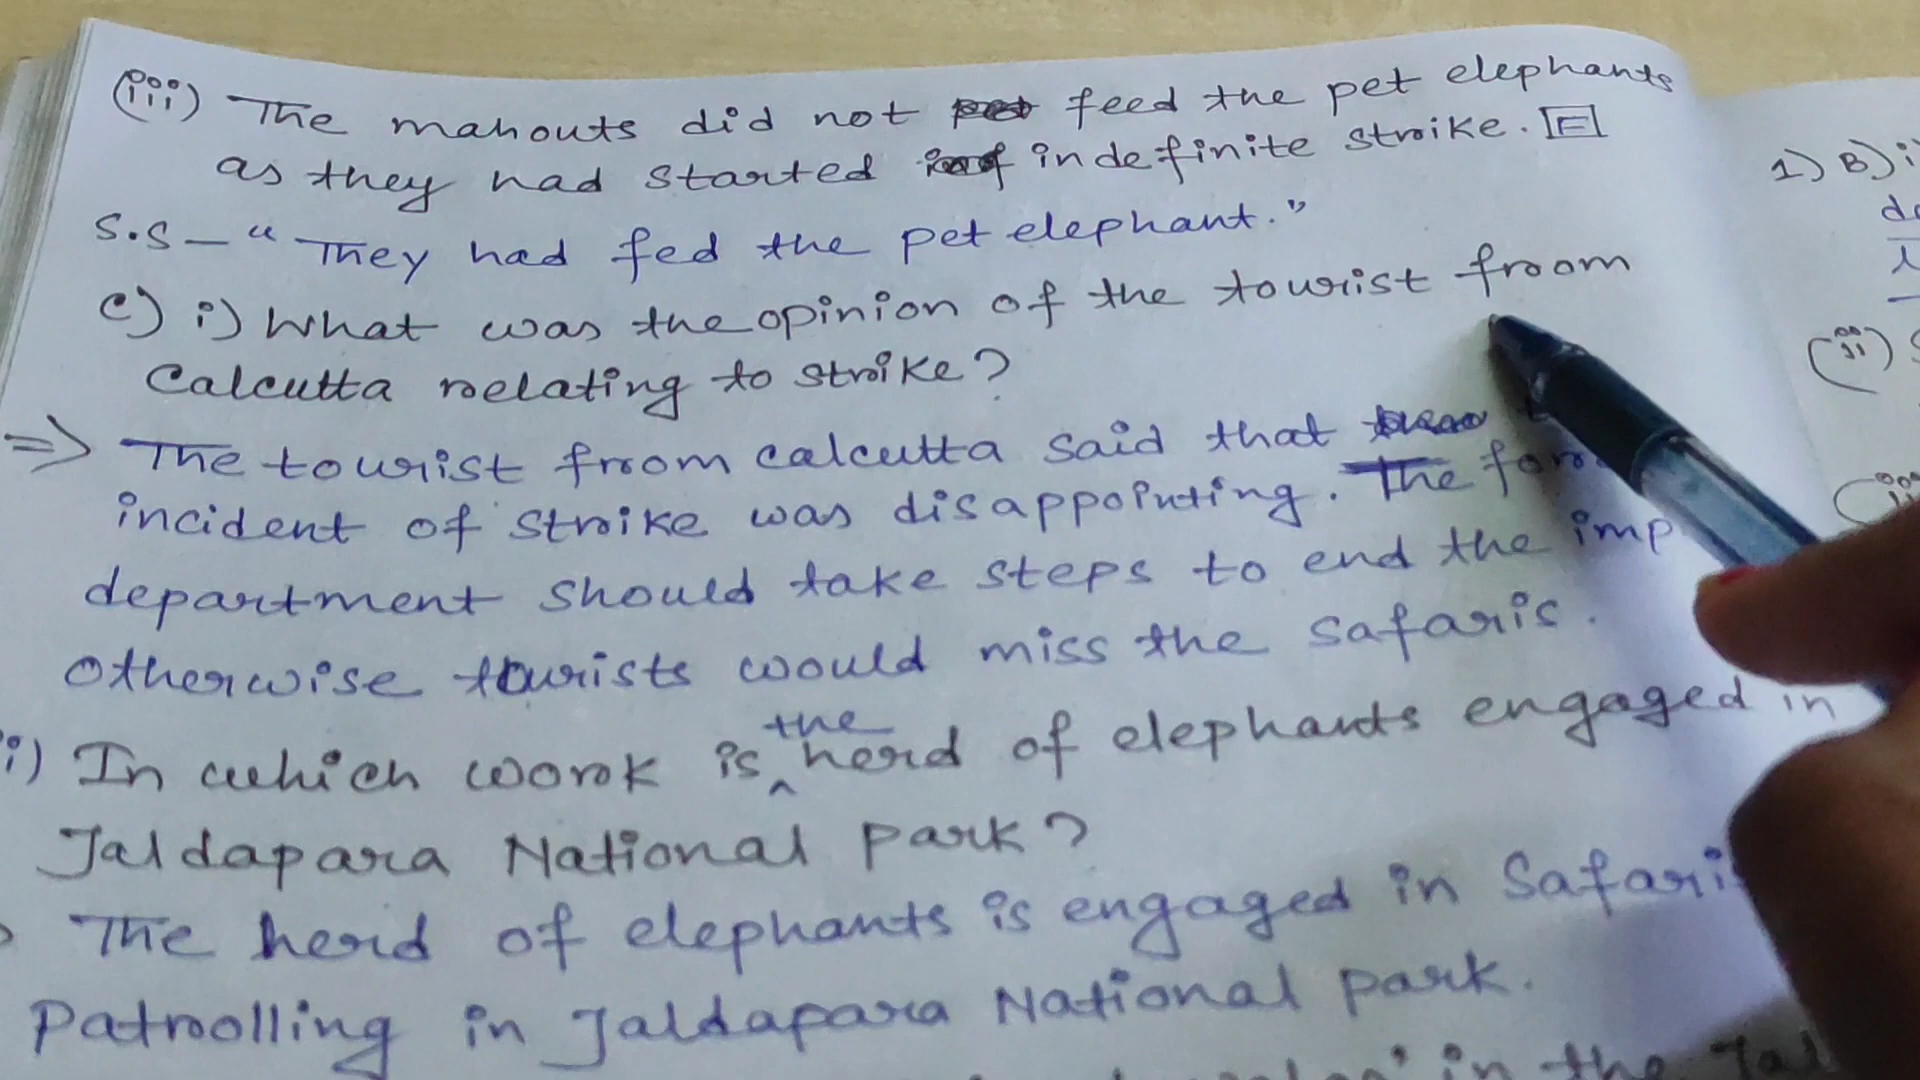 (iii) The mahouts did not feed the pet elephants
as they had started indefinite strike. [F]
S.S – "They had fed the pet elephant."
C) i) What was the opinion of the tourist from
Calcutta relating to strike?
⇒ The tourist from calcutta said that
incident of strike was disappointing. The
department should take steps to end the
otherwise tourists would miss the safaris.
In which work is the herd of elephants engaged in
Jaldapara National park?
The herd of elephants is engaged in
Patrolling in Jaldapara National park.
in the
1) B) i
(ii)